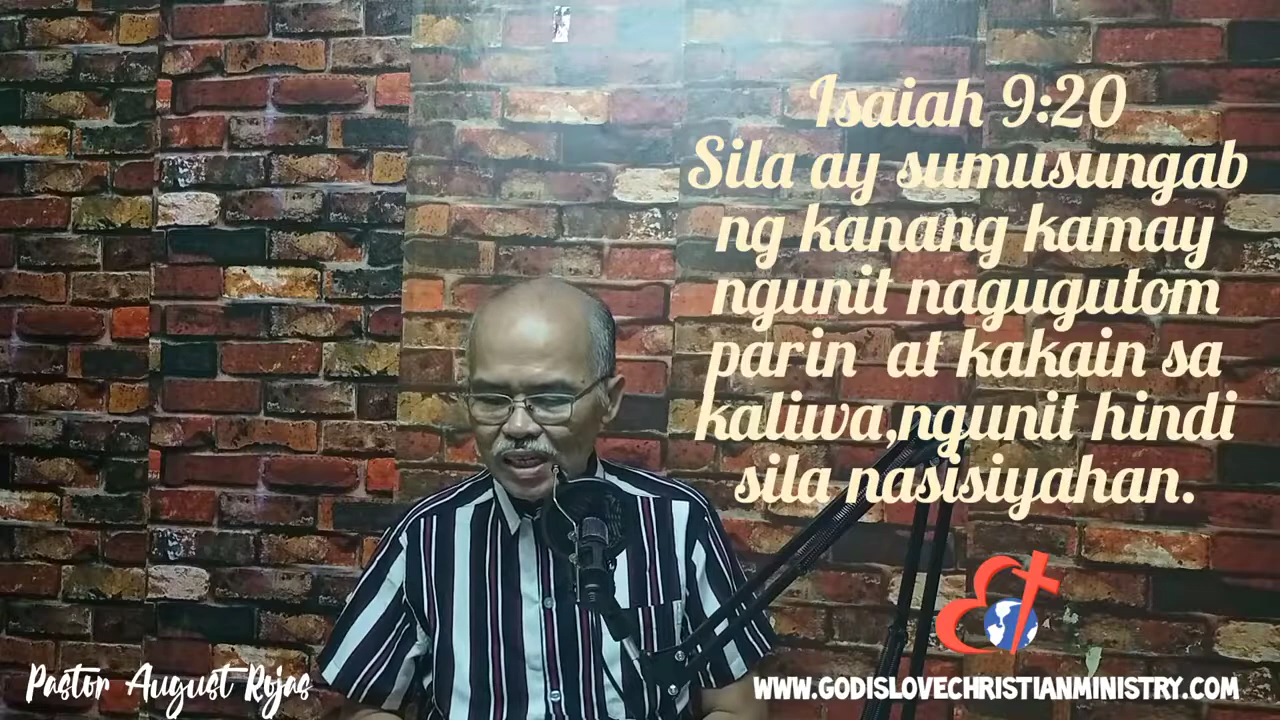 Isaiah 9:20
Sila ay sumusungab
ng kanang kamay
ngunit nagugutom
parin at kakain sa
kaliwa,ngunit hindi
sila nasisiyahan.
Pastor August Rojas
WWW.GODISLOVECHRISTIANMINISTRY.COM